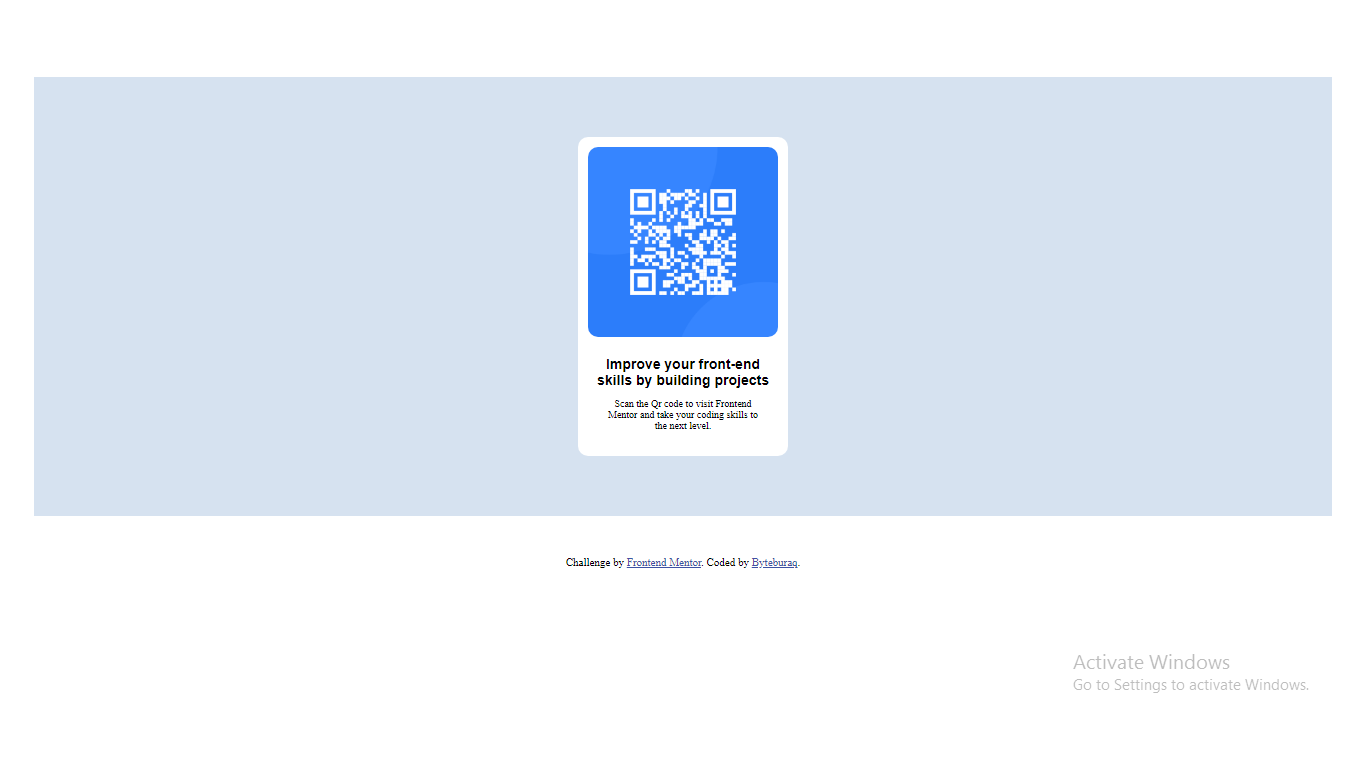 Improve your front-end
skills by building projects
Scan the Qr code to visit Frontend
Mentor and take your coding skills to
the next level.
Challenge by Frontend Mentor. Coded by Byteburaq.
Activate Windows
Go to Settings to activate Windows.